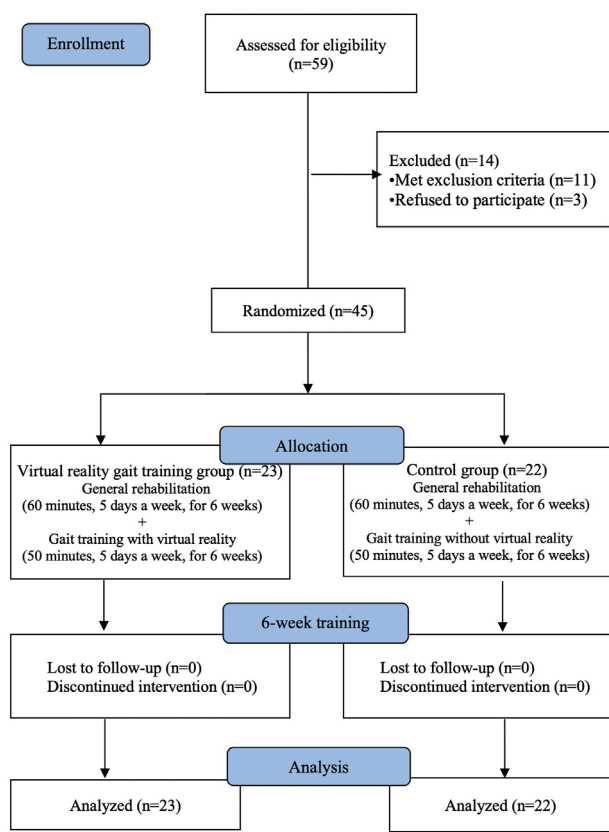 Enrollment
Assessed for eligibility
(n=59)
Excluded (n=14)
•Met exclusion criteria (n=11)
•Refused to participate (n=3)
Randomized (n=45)
Allocation
Virtual reality gait training group (n=23)
General rehabilitation
(60 minutes, 5 days a week, for 6 weeks)
+
Gait training with virtual reality
(50 minutes, 5 days a week, for 6 weeks)
Control group (n=22)
General rehabilitation
(60 minutes, 5 days a week, for 6 weeks)
+
Gait training without virtual reality
(50 minutes, 5 days a week, for 6 weeks)
6-week training
Lost to follow-up (n=0)
Discontinued intervention (n=0)
Lost to follow-up (n=0)
Discontinued intervention (n=0)
Analysis
Analyzed (n=23)
Analyzed (n=22)